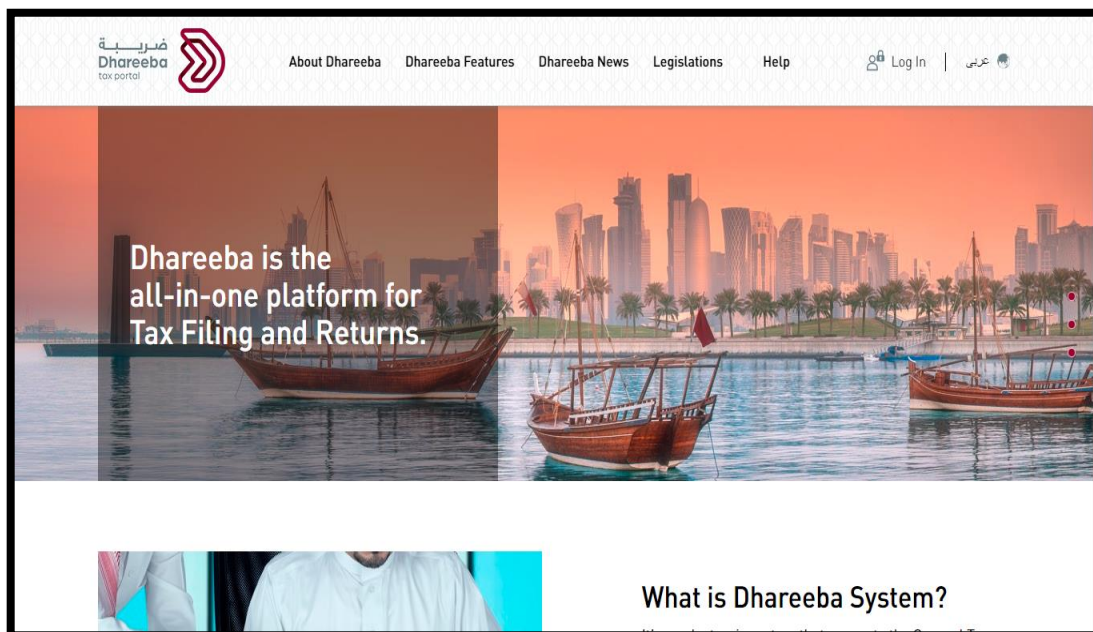 ضريبة
Dhareeba
tax portal
About Dhareeba
Dhareeba Features
Dhareeba News
Legislations
Help
Log In
عربى
Dhareeba is the
all-in-one platform for
Tax Filing and Returns.
What is Dhareeba System?